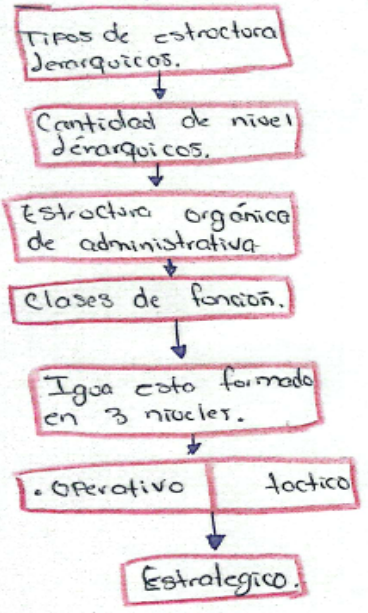 Tipos de estructura
Jerarquicos.
Cantidad de nivel
Jérarquicos.
Estructura orgánica
de administrativa
Clases de función.
Igua esta formado
en 3 niveles.
. Operativo tactico
Estrategico.